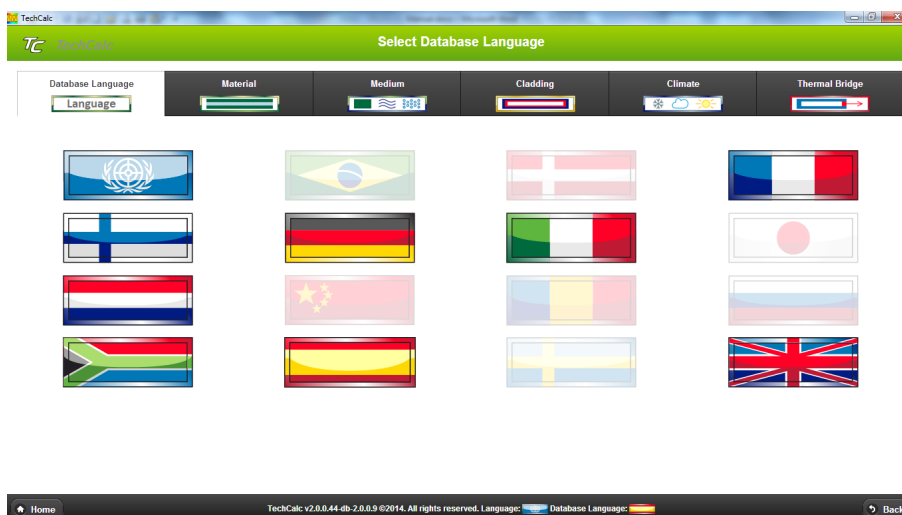 TechCalc
TC TechCalc
Select Database Language
Database Language
Language
Material
Medium
Cladding
Climate
Thermal Bridge
Home
TechCalc v2.0.0.44-db-2.0.0.9 ©2014. All rights reserved. Language: Database Language:
Back